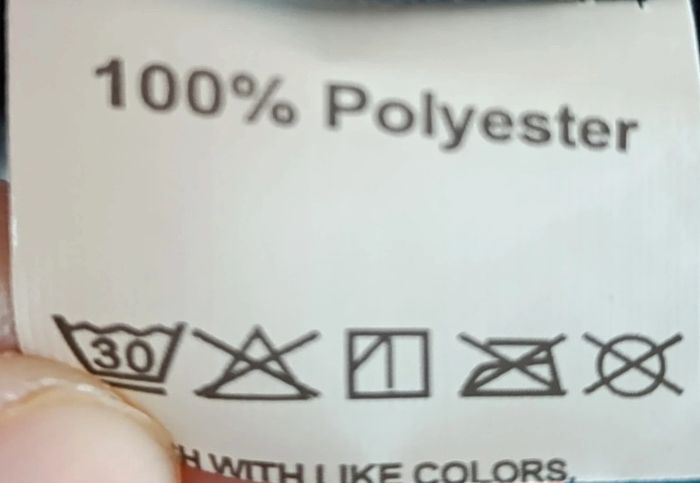 100% Polyester
30
WITH LIKE COLORS,